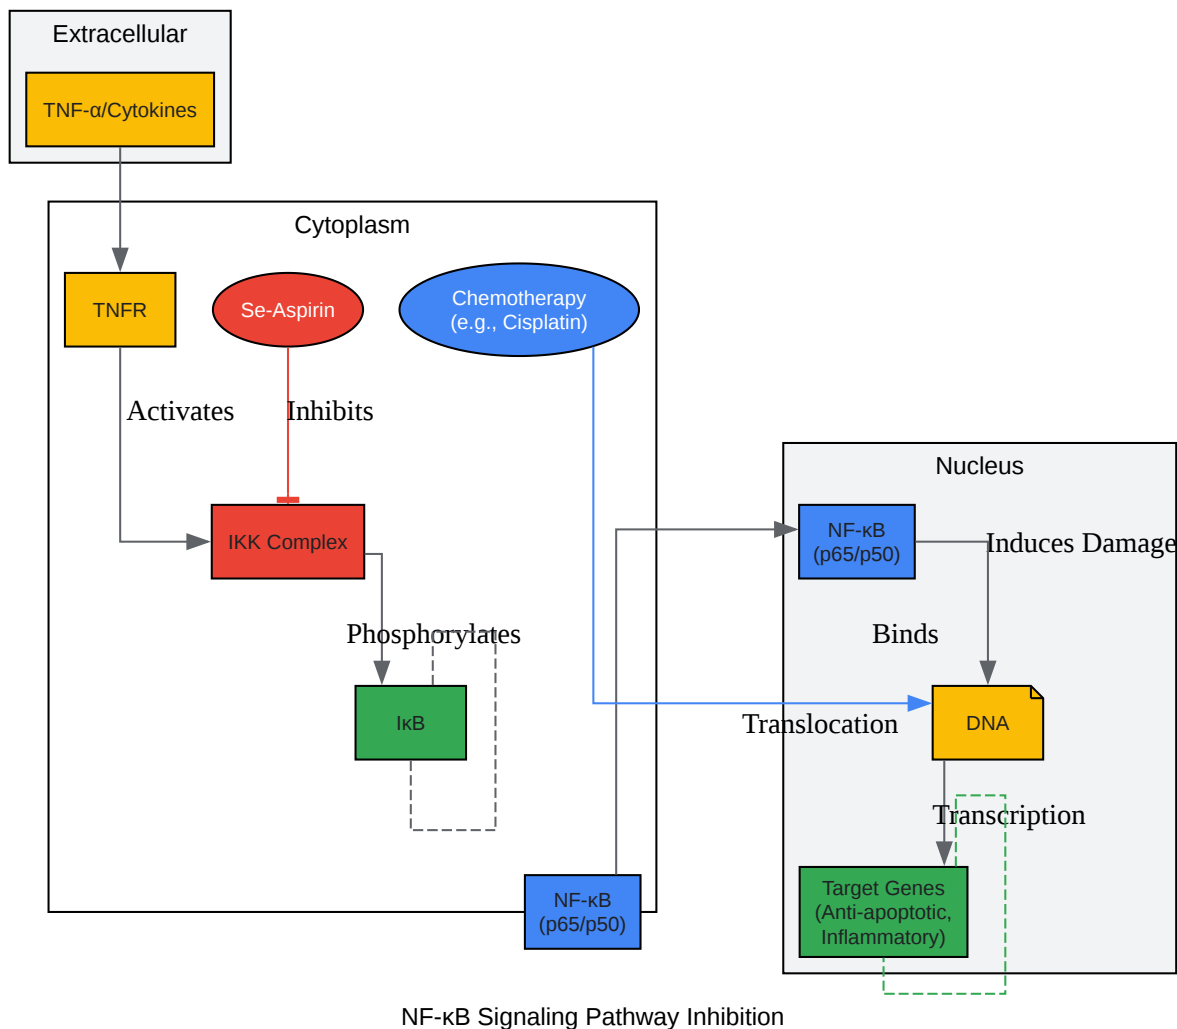 Extracellular
TNF-α/Cytokines
Cytoplasm
TNFR
Se-Aspirin
Chemotherapy
(e.g., Cisplatin)
Activates
Inhibits
Nucleus
IKK Complex
NF-κB
(p65/p50)
Induces Damage
Phosphorylates
Binds
IκB
Translocation
DNA
Transcription
NF-κB
(p65/p50)
Target Genes
(Anti-apoptotic,
Inflammatory)
NF-κB Signaling Pathway Inhibition